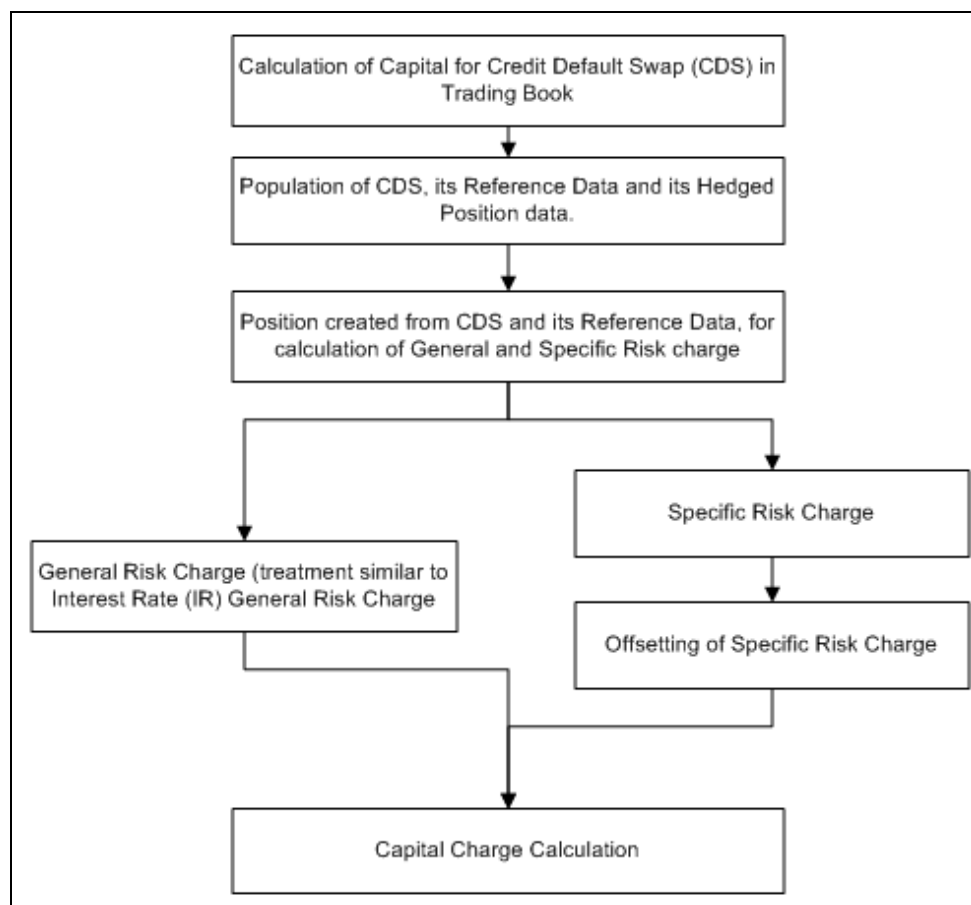 Calculation of Capital for Credit Default Swap (CDS) in
Trading Book
Population of CDS, its Reference Data and its Hedged
Position data.
Position created from CDS and its Reference Data, for
calculation of General and Specific Risk charge
Specific Risk Charge
General Risk Charge (treatment similar to
Interest Rate (IR) General Risk Charge
Offsetting of Specific Risk Charge
Capital Charge Calculation